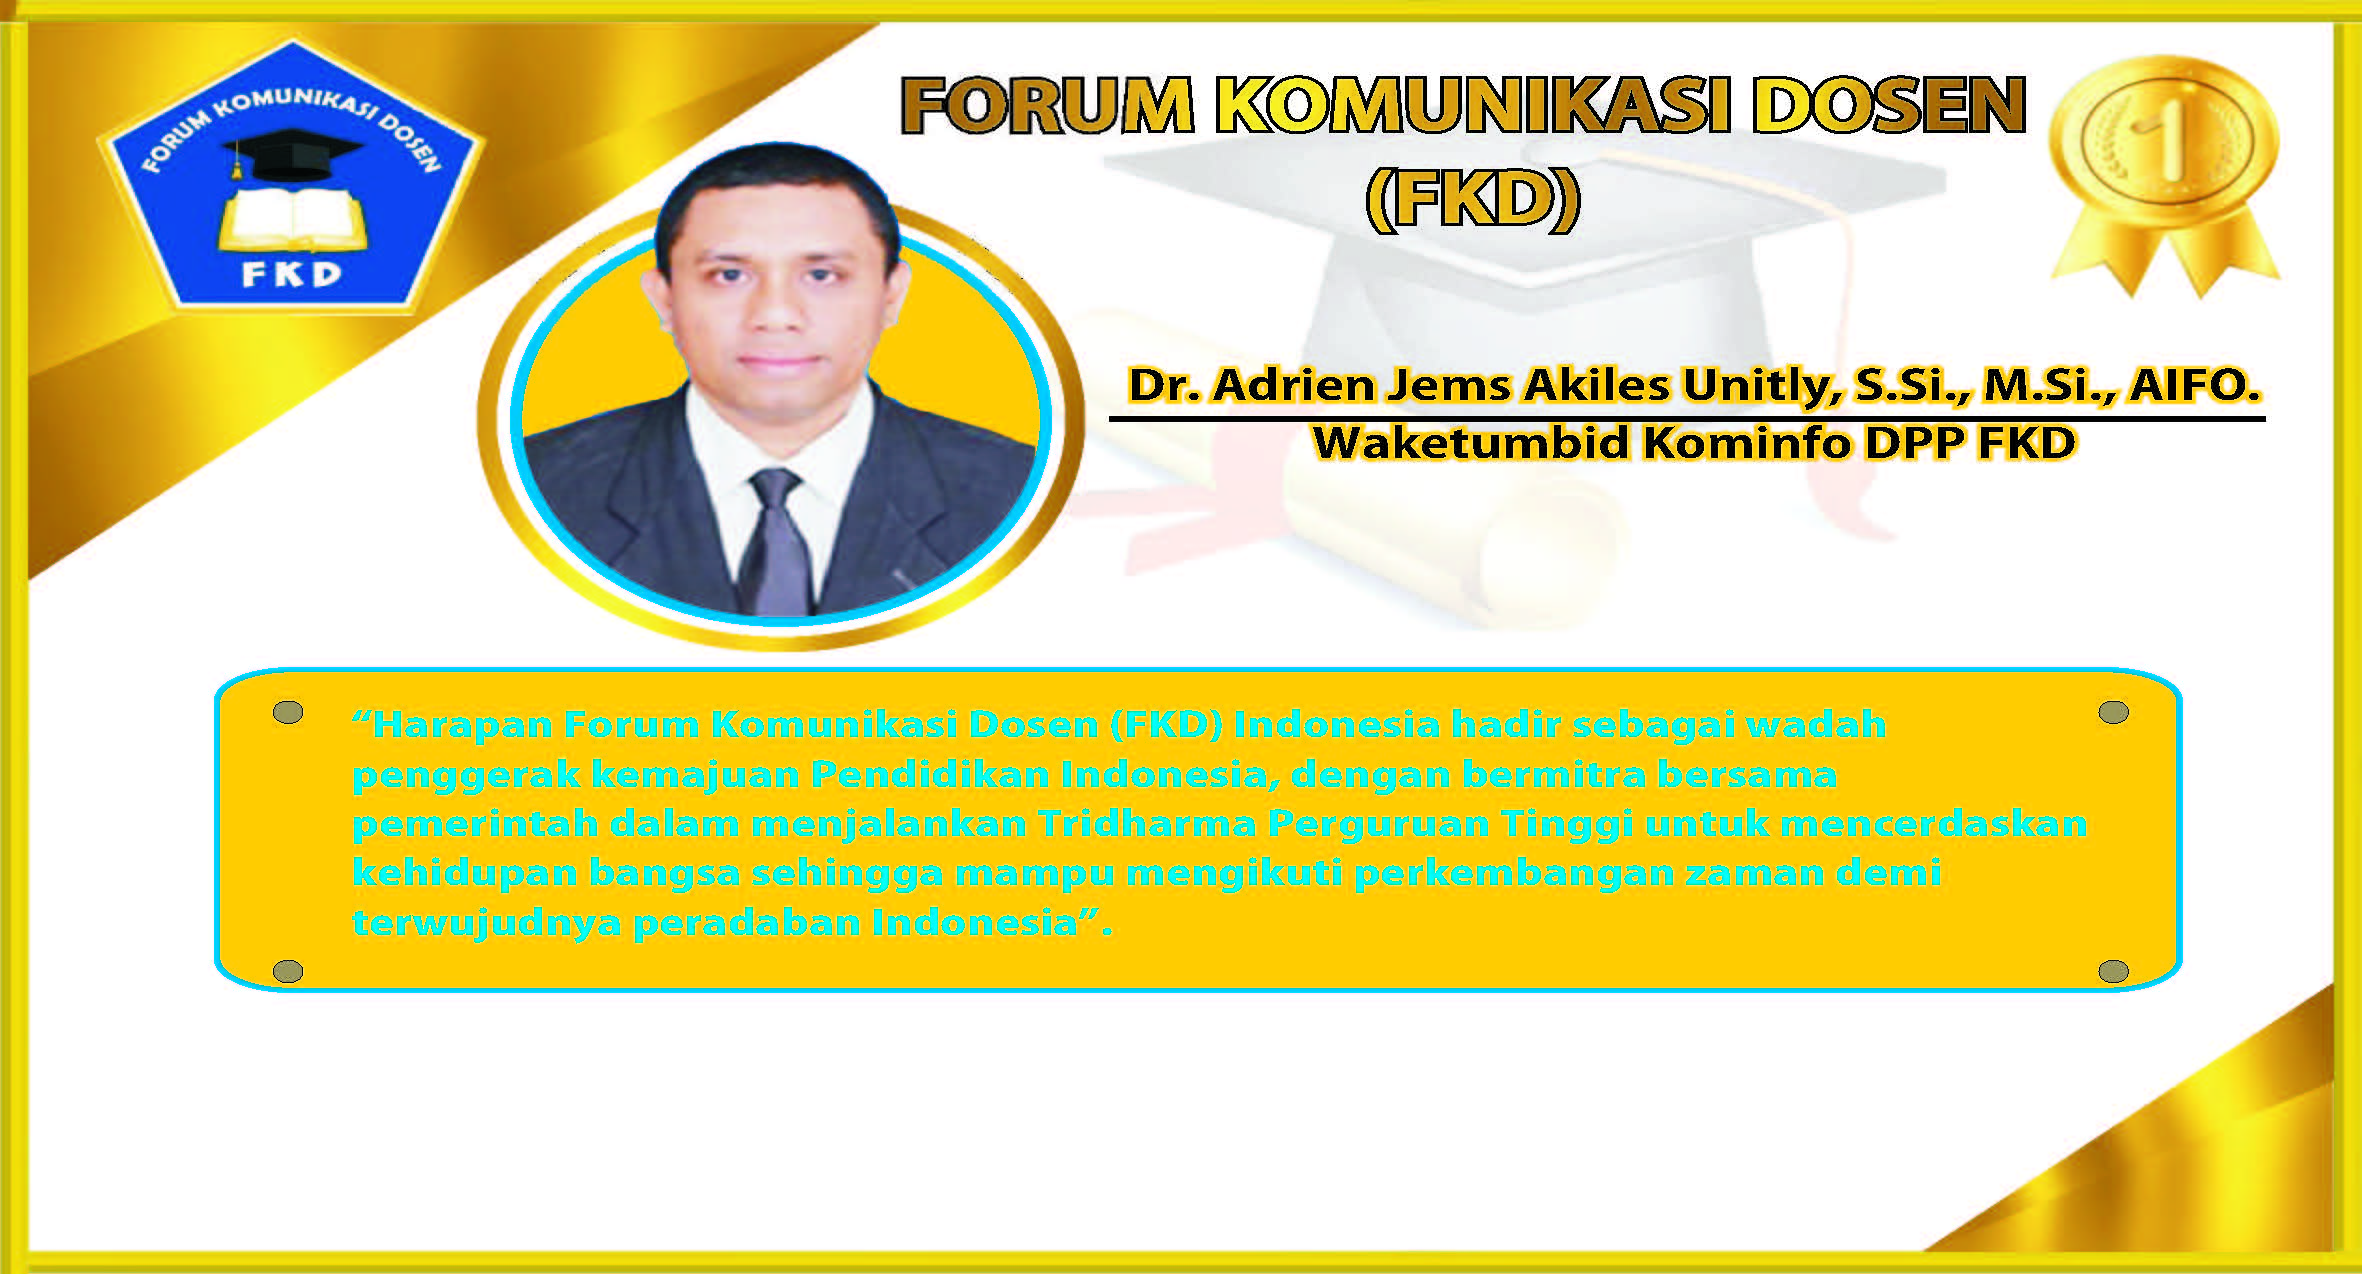 FORUM KOMUNIKASI DOSEN
FKD
FORUM KOMUNIKASI DOSEN
(FKD)
1
Dr. Adrien Jems Akiles Unitly, S.Si., M.Si., AIFO.
Waketumbid Kominfo DPP FKD
“Harapan Forum Komunikasi Dosen (FKD) Indonesia hadir sebagai wadah
penggerak kemajuan Pendidikan Indonesia, dengan bermitra bersama
pemerintah dalam menjalankan Tridharma Perguruan Tinggi untuk mencerdaskan
kehidupan bangsa sehingga mampu mengikuti perkembangan zaman demi
terwujudnya peradaban Indonesia”.